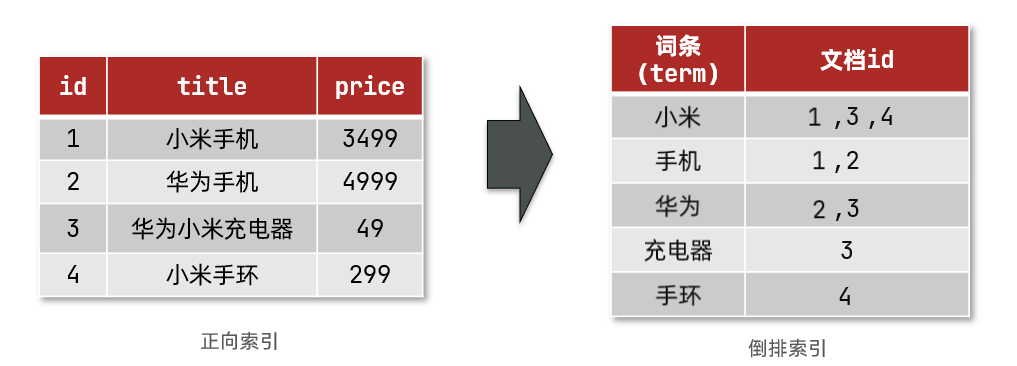 id title price
1 小米手机 3499
2 华为手机 4999
3 华为小米充电器 49
4 小米手环 299
正向索引
词条
(term) 文档id
小米 1 ,3 ,4
手机 1 ,2
华为 2 ,3
充电器 3
手环 4
倒排索引